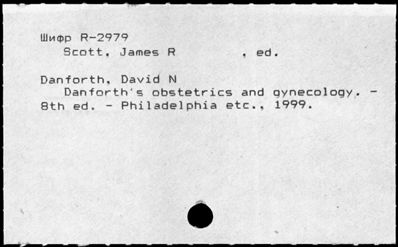 Шифр R-2979
Scott, James R , ed.
Danforth, David N
Danforth's obstetrics and gynecology. -
8th ed. - Philadelphia etc., 1999.